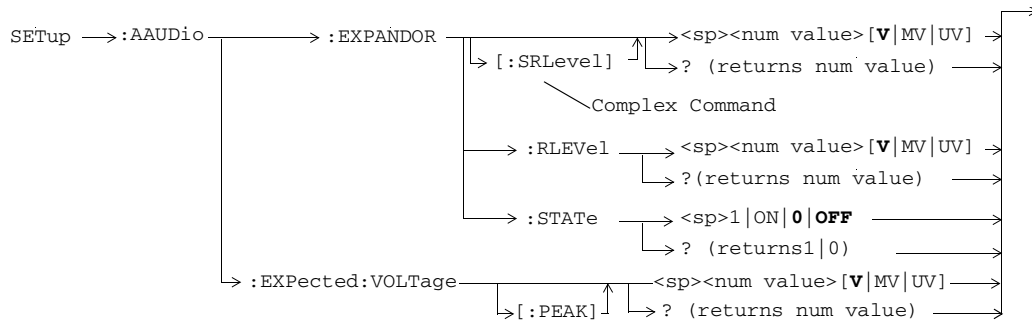 SETup :AAUDio :EXPANDOR <sp><num value>[V|MV|UV]
[:SRLevel] ? (returns num value)
Complex Command
:RLEVel <sp><num value>[V|MV|UV]
?(returns num value)
:STATe <sp>1|ON|0|OFF
? (returns1|0)
:EXPected:VOLTage <sp><num value>[V|MV|UV]
[:PEAK] ? (returns num value)